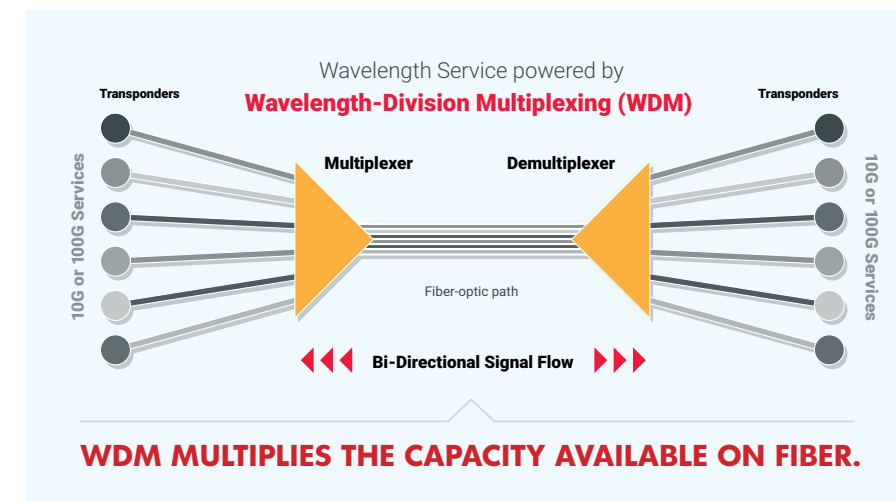 Wavelength Service powered by
Wavelength-Division Multiplexing (WDM)
Transponders
Transponders
Multiplexer
Demultiplexer
10G or 100G Services
10G or 100G Services
Fiber-optic path
Bi-Directional Signal Flow
WDM MULTIPLIES THE CAPACITY AVAILABLE ON FIBER.